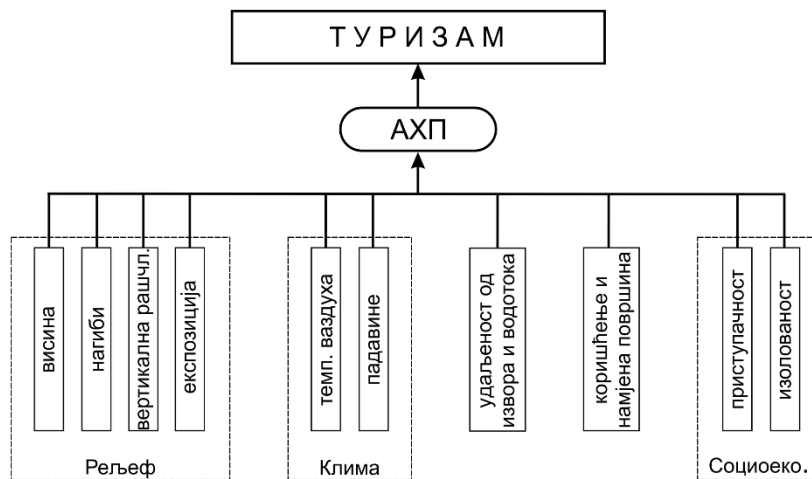 ТУРИЗАМ
АХП
висина
нагиби
вертикална рашчл.
експозиција
Рељеф
темп. ваздуха
падавине
Клима
удаљеност од
извора и водотока
коришћење и
намјена површина
приступачност
изолованост
Социоеко.